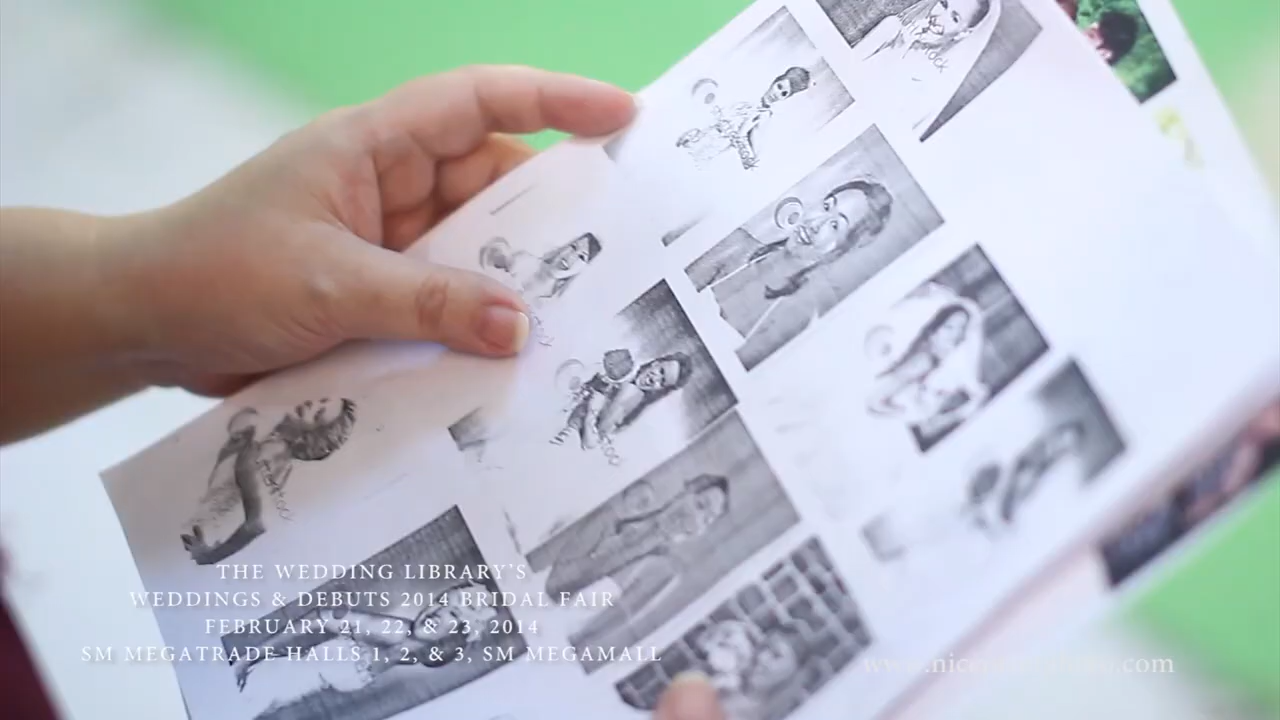 THE WEDDING LIBRARY'S
WEDDINGS & DEBUTS 2014 BRIDAL FAIR
FEBRUARY 21, 22, & 23, 2014
SM MEGATRADE HALLS 1, 2, & 3, SM MEGAMALL